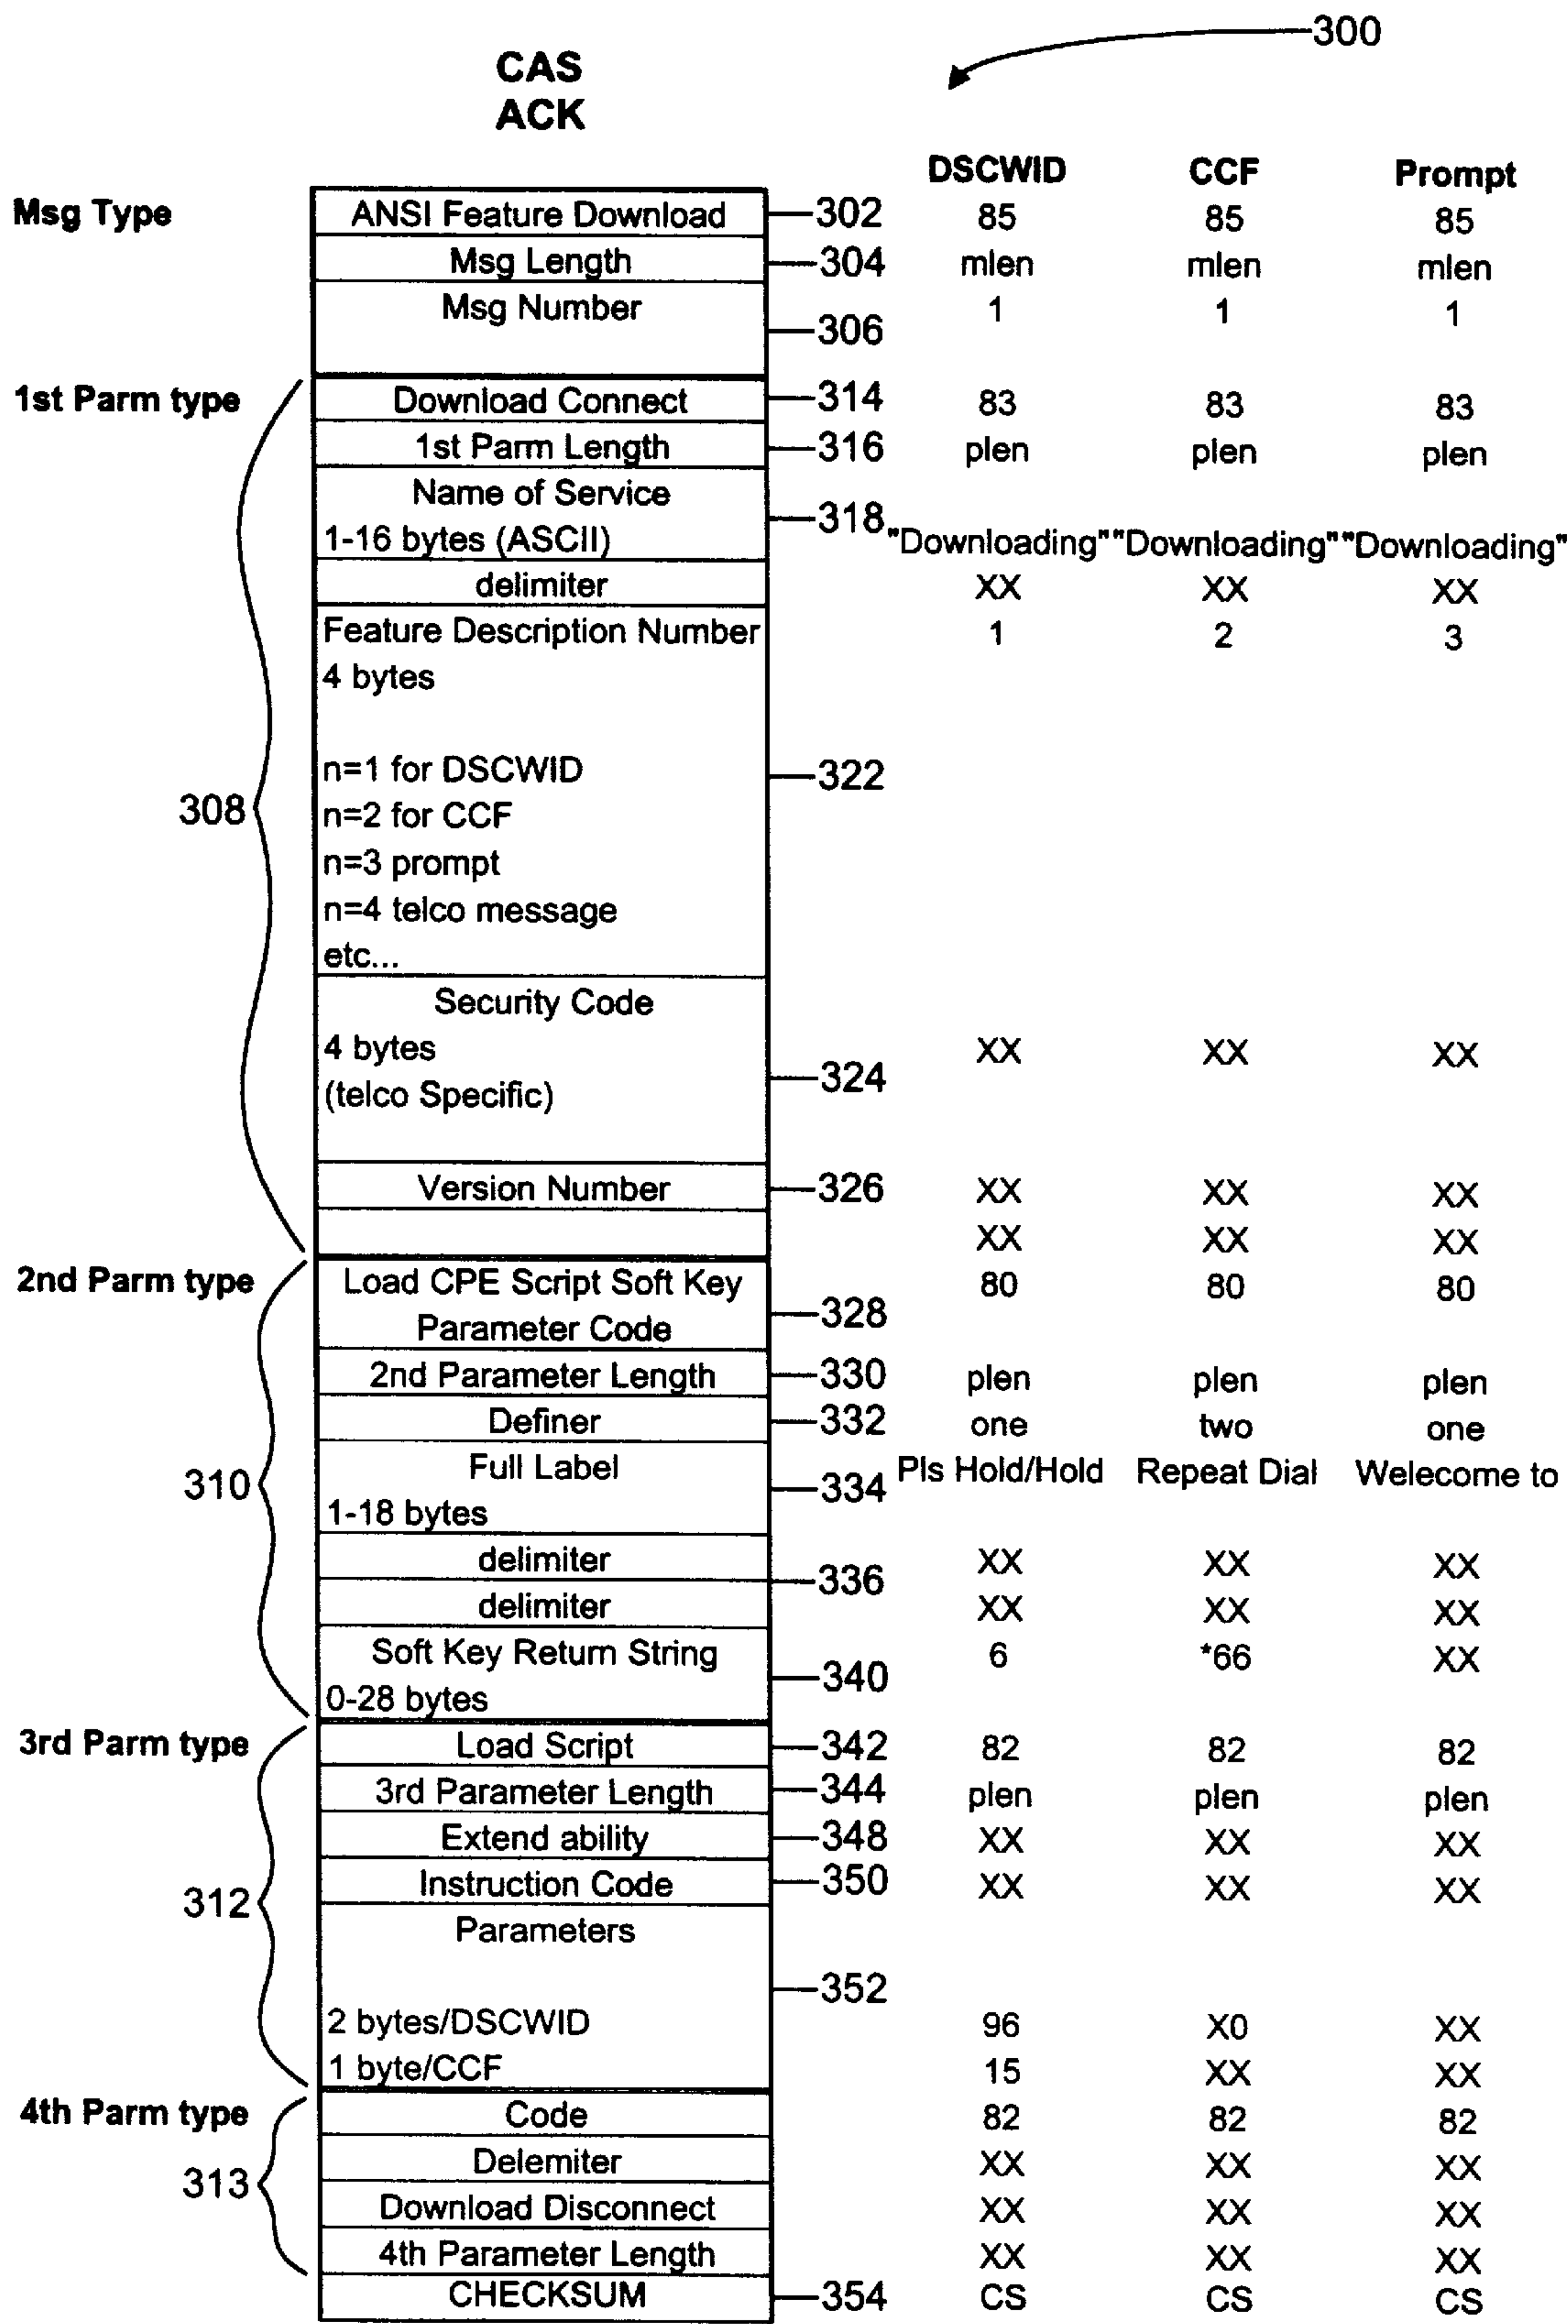 300
CAS
ACK
DSCWID CCF Prompt
Msg Type ANSI Feature Download 302 85 85 85
Msg Length 304 mlen mlen mlen
Msg Number 306 1 1 1
1st Parm type Download Connect 314 83 83 83
1st Parm Length 316 plen plen plen
Name of Service 318
1-16 bytes (ASCII) "Downloading" "Downloading" "Downloading"
delimiter XX XX XX
Feature Description Number 1 2 3
4 bytes
n=1 for DSCWID 322
308 n=2 for CCF
n=3 prompt
n=4 telco message
etc...
Security Code
4 bytes XX XX XX
(telco Specific) 324
Version Number 326 XX XX XX
XX XX XX
2nd Parm type Load CPE Script Soft Key 80 80 80
Parameter Code 328
2nd Parameter Length 330 plen plen plen
Definer 332 one two one
310 Full Label 334 Pls Hold/Hold Repeat Dial Welecome to
1-18 bytes
delimiter 336 XX XX XX
delimiter XX XX XX
Soft Key Return String 340 6 *66 XX
0-28 bytes
3rd Parm type Load Script 342 82 82 82
3rd Parameter Length 344 plen plen plen
Extend ability 348 XX XX XX
312 Instruction Code 350 XX XX XX
Parameters 352
2 bytes/DSCWID 96 X0 XX
1 byte/CCF 15 XX XX
4th Parm type Code 82 82 82
313 Delemiter XX XX XX
Download Disconnect XX XX XX
4th Parameter Length XX XX XX
CHECKSUM 354 CS CS CS